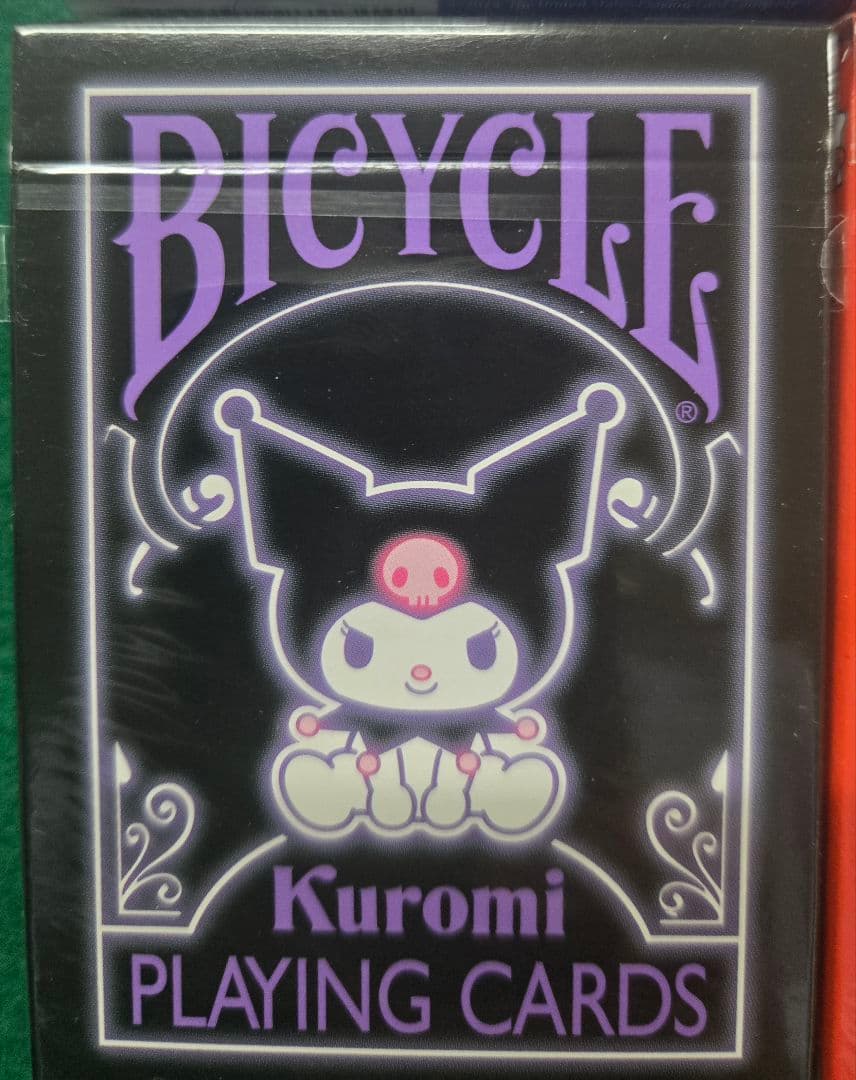 BICYCLE
®
Kuromi
PLAYING CARDS